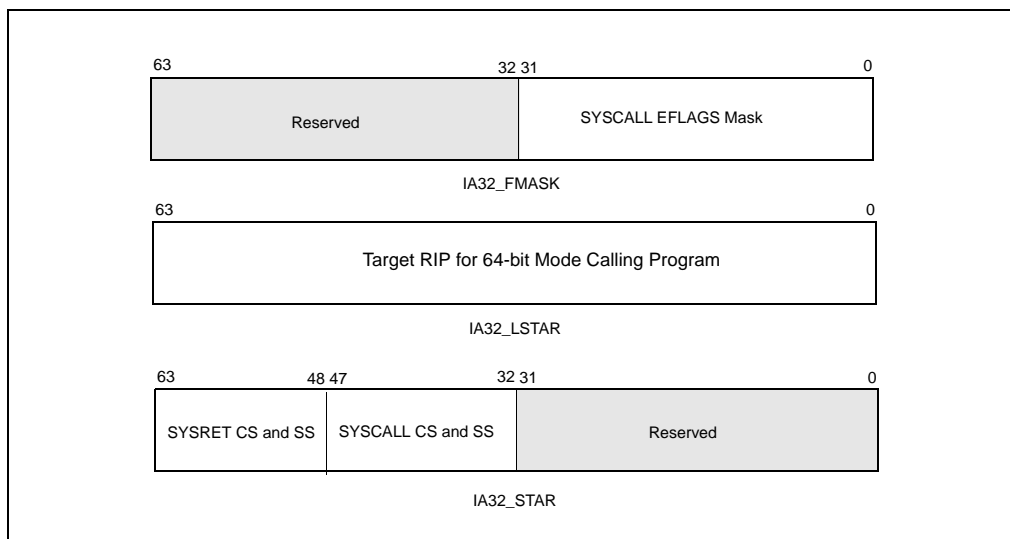 63 32 31 0
Reserved SYSCALL EFLAGS Mask
IA32_FMASK
63 0
Target RIP for 64-bit Mode Calling Program
IA32_LSTAR
63 48 47 32 31 0
SYSRET CS and SS SYSCALL CS and SS Reserved
IA32_STAR